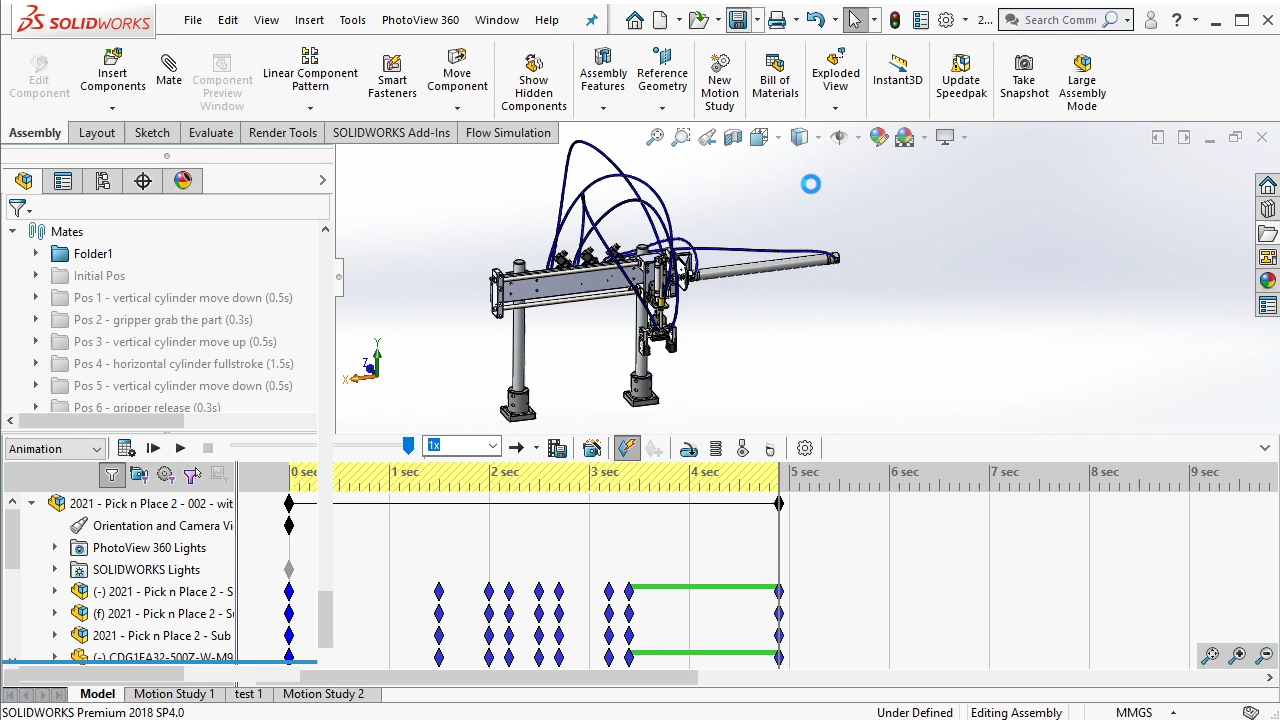 SOLIDWORKS
File Edit View Insert Tools PhotoView 360 Window Help 2... Search Commu
Edit Component
Insert Components
Mate
Component Preview Window
Linear Component Pattern
Smart Fasteners
Move Component
Show Hidden Components
Assembly Features
Reference Geometry
New Motion Study
Bill of Materials
Exploded View
Instant3D
Update Speedpak
Take Snapshot
Large Assembly Mode
Assembly Layout Sketch Evaluate Render Tools SOLIDWORKS Add-Ins Flow Simulation
Mates
Folder1
Initial Pos
Pos 1 - vertical cylinder move down (0.5s)
Pos 2 - gripper grab the part (0.3s)
Pos 3 - vertical cylinder move up (0.5s)
Pos 4 - horizontal cylinder fullstroke (1.5s)
Pos 5 - vertical cylinder move down (0.5s)
Pos 6 - gripper release (0.3s)
Y
Z
X
Animation 1x
0 sec 1 sec 2 sec 3 sec 4 sec 5 sec 6 sec 7 sec 8 sec 9 sec
2021 - Pick n Place 2 - 002 - wit
Orientation and Camera Vi
PhotoView 360 Lights
SOLIDWORKS Lights
(-) 2021 - Pick n Place 2 - S
(f) 2021 - Pick n Place 2 - Su
2021 - Pick n Place 2 - Sub
(-) CDG1FA32-500Z-W-M9
Model Motion Study 1 test 1 Motion Study 2
SOLIDWORKS Premium 2018 SP4.0 Under Defined Editing Assembly MMGS